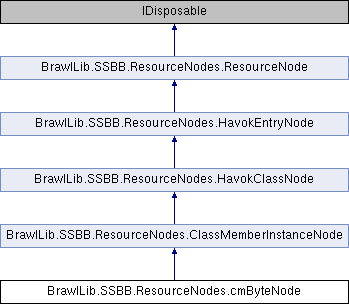 IDisposable
BrawlLib.SSBB.ResourceNodes.ResourceNode
BrawlLib.SSBB.ResourceNodes.HavokEntryNode
BrawlLib.SSBB.ResourceNodes.HavokClassNode
BrawlLib.SSBB.ResourceNodes.ClassMemberInstanceNode
BrawlLib.SSBB.ResourceNodes.cmByteNode